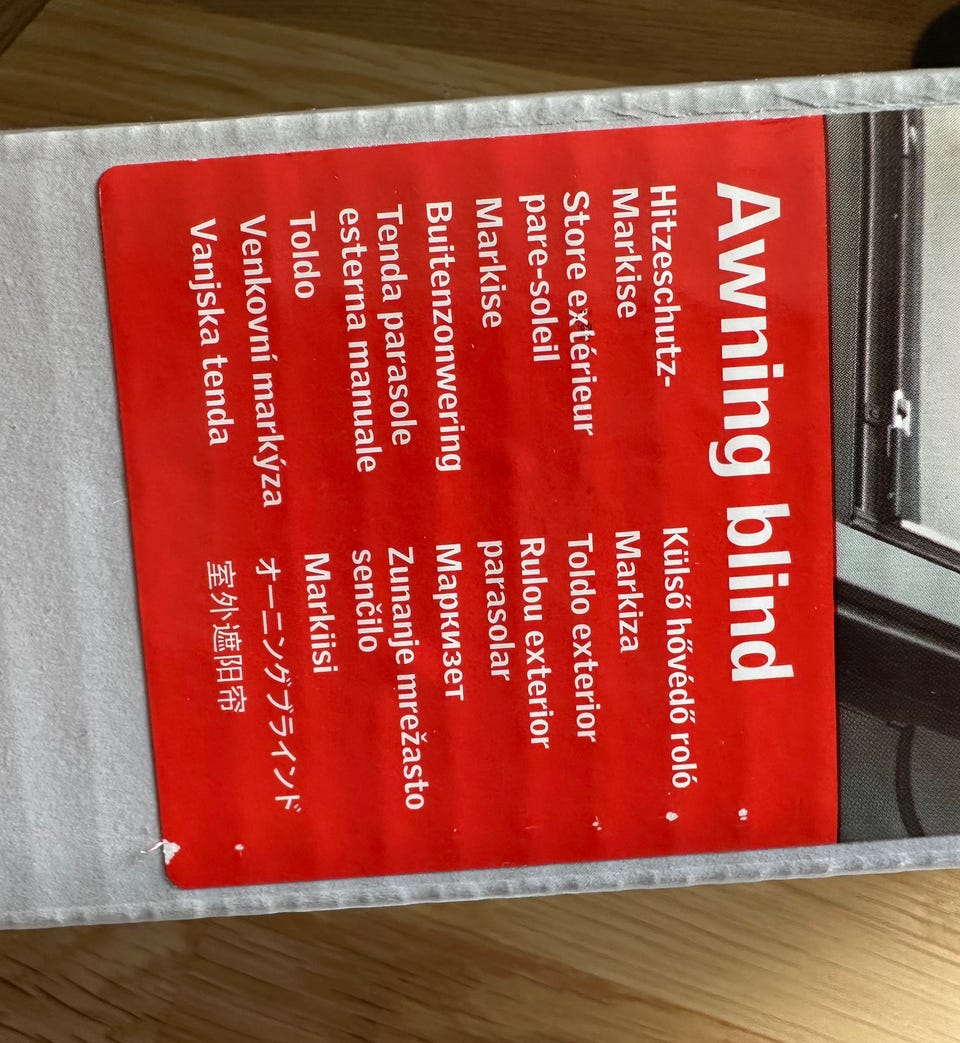 Awning blind
Hitzeschutz-
Markise
Store extérieur
pare-soleil
Markise
Buitenzonwering
Tenda parasole
esterna manuale
Toldo
Venkovní markýza
Vanjska tenda
Külső hővédő roló
Markiza
Toldo exterior
Rulou exterior
parasolar
Маркизет
Zunanje mrežasto
senčilo
Markiisi
オーニングブラインド
室外遮阳帘